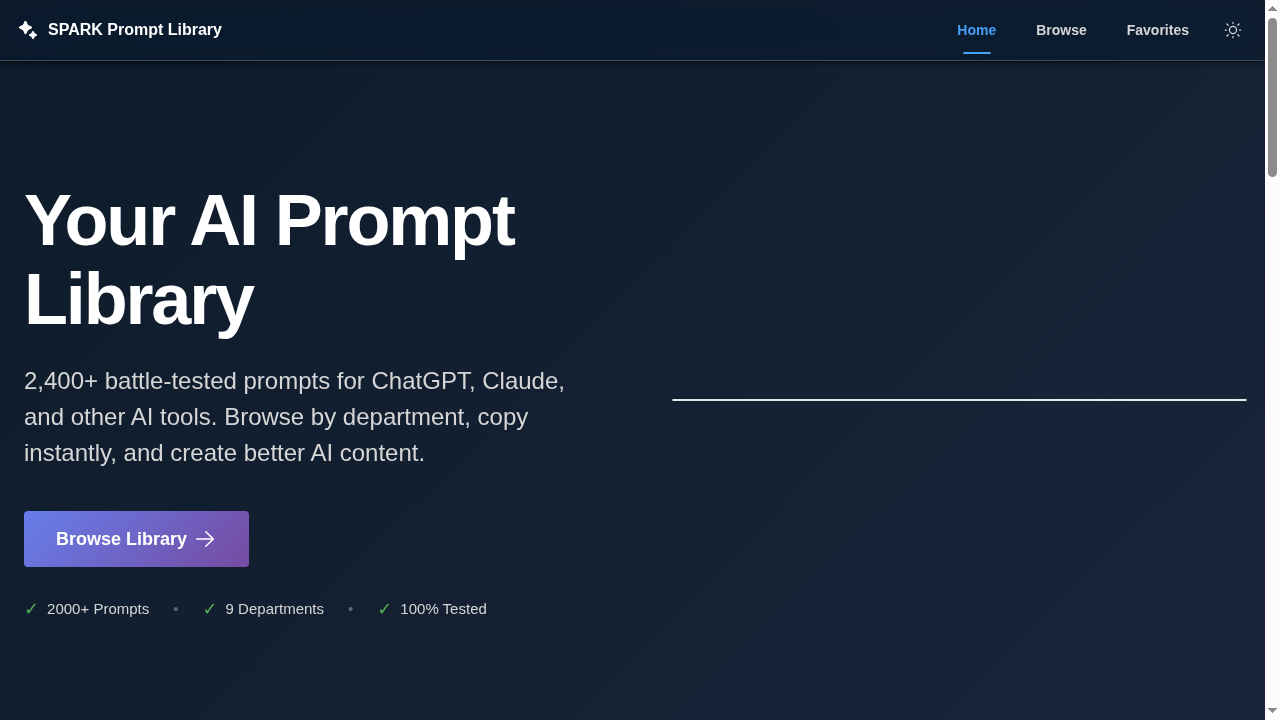 SPARK Prompt Library
Home
Browse
Favorites
Your AI Prompt
Library
2,400+ battle-tested prompts for ChatGPT, Claude,
and other AI tools. Browse by department, copy
instantly, and create better AI content.
Browse Library
✓ 2000+ Prompts • ✓ 9 Departments • ✓ 100% Tested